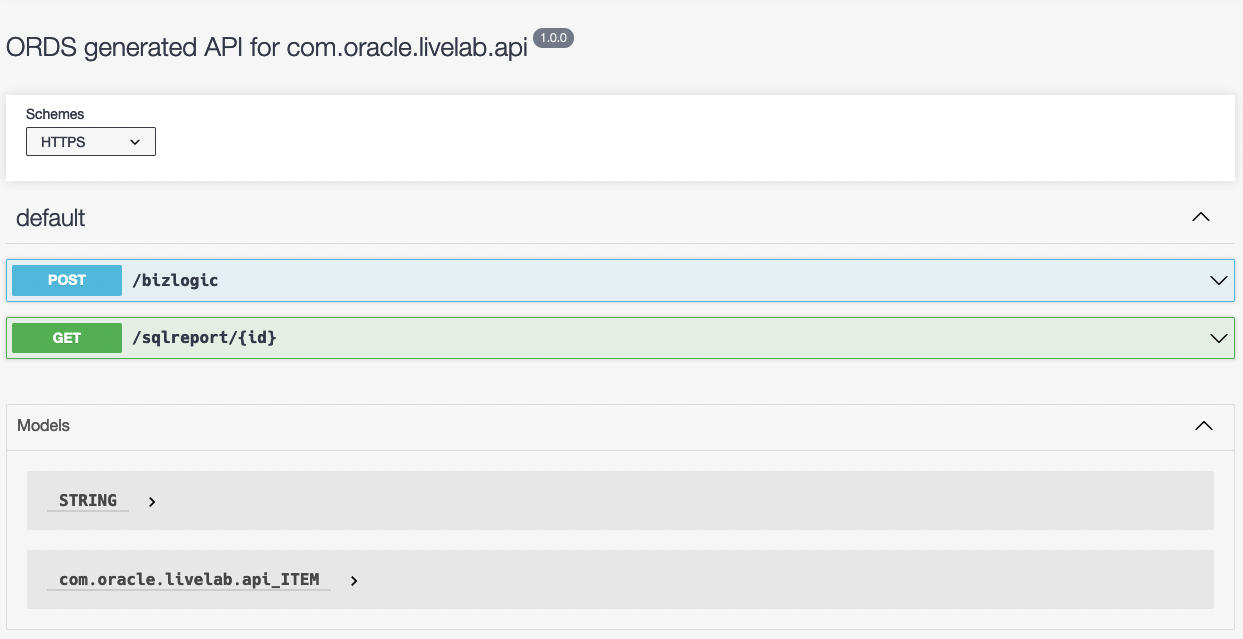 ORDS generated API for com.oracle.livelab.api 1.0.0
Schemes
HTTPS
default
POST /bizlogic
GET /sqlreport/{id}
Models
STRING
com.oracle.livelab.api_ITEM